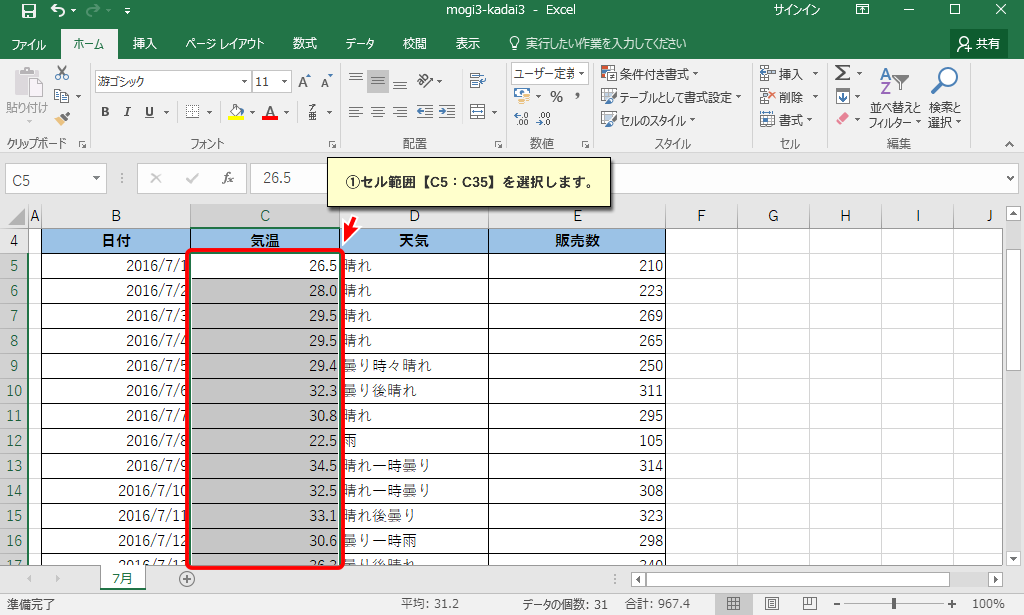 mogi3-kadai3 - Excel
サインイン
ファイル ホーム 挿入 ページ レイアウト 数式 データ 校閲 表示 実行したい作業を入力してください 共有
貼り付け
クリップボード
游ゴシック 11
B I U
フォント
配置
ユーザー定義
数値
条件付き書式
テーブルとして書式設定
セルのスタイル
スタイル
挿入
削除
書式
セル
並べ替えと
フィルター
検索と
選択
編集
C5 fx 26.5
①セル範囲【C5：C35】を選択します。
A B C D E F G H I J
4 日付 気温 天気 販売数
5 2016/7/1 26.5 晴れ 210
6 2016/7/2 28.0 晴れ 223
7 2016/7/3 29.5 晴れ 269
8 2016/7/4 29.5 晴れ 265
9 2016/7/5 29.4 曇り時々晴れ 250
10 2016/7/6 32.3 曇り後晴れ 311
11 2016/7/7 30.8 晴れ 295
12 2016/7/8 22.5 雨 105
13 2016/7/9 34.5 晴れ一時曇り 314
14 2016/7/10 32.5 晴れ一時曇り 308
15 2016/7/11 33.1 晴れ後曇り 323
16 2016/7/12 30.6 曇り一時雨 298
7月
準備完了 平均: 31.2 データの個数: 31 合計: 967.4 100%